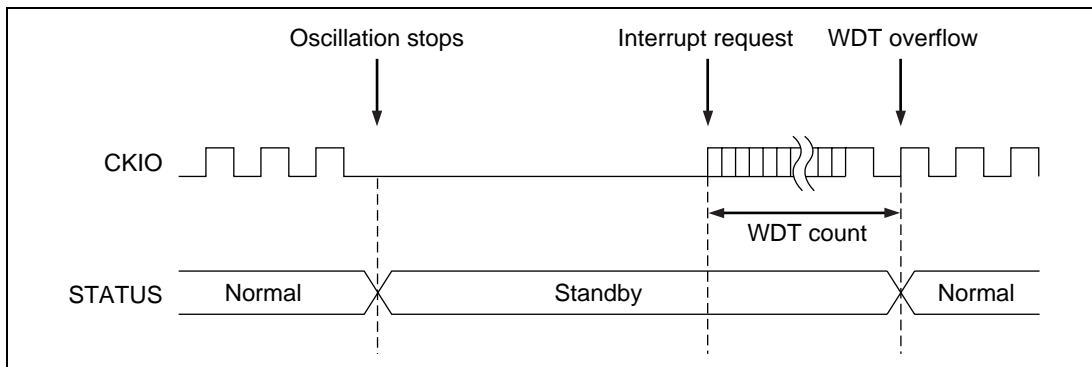 Oscillation stops
Interrupt request
WDT overflow
CKIO
WDT count
STATUS
Normal
Standby
Normal